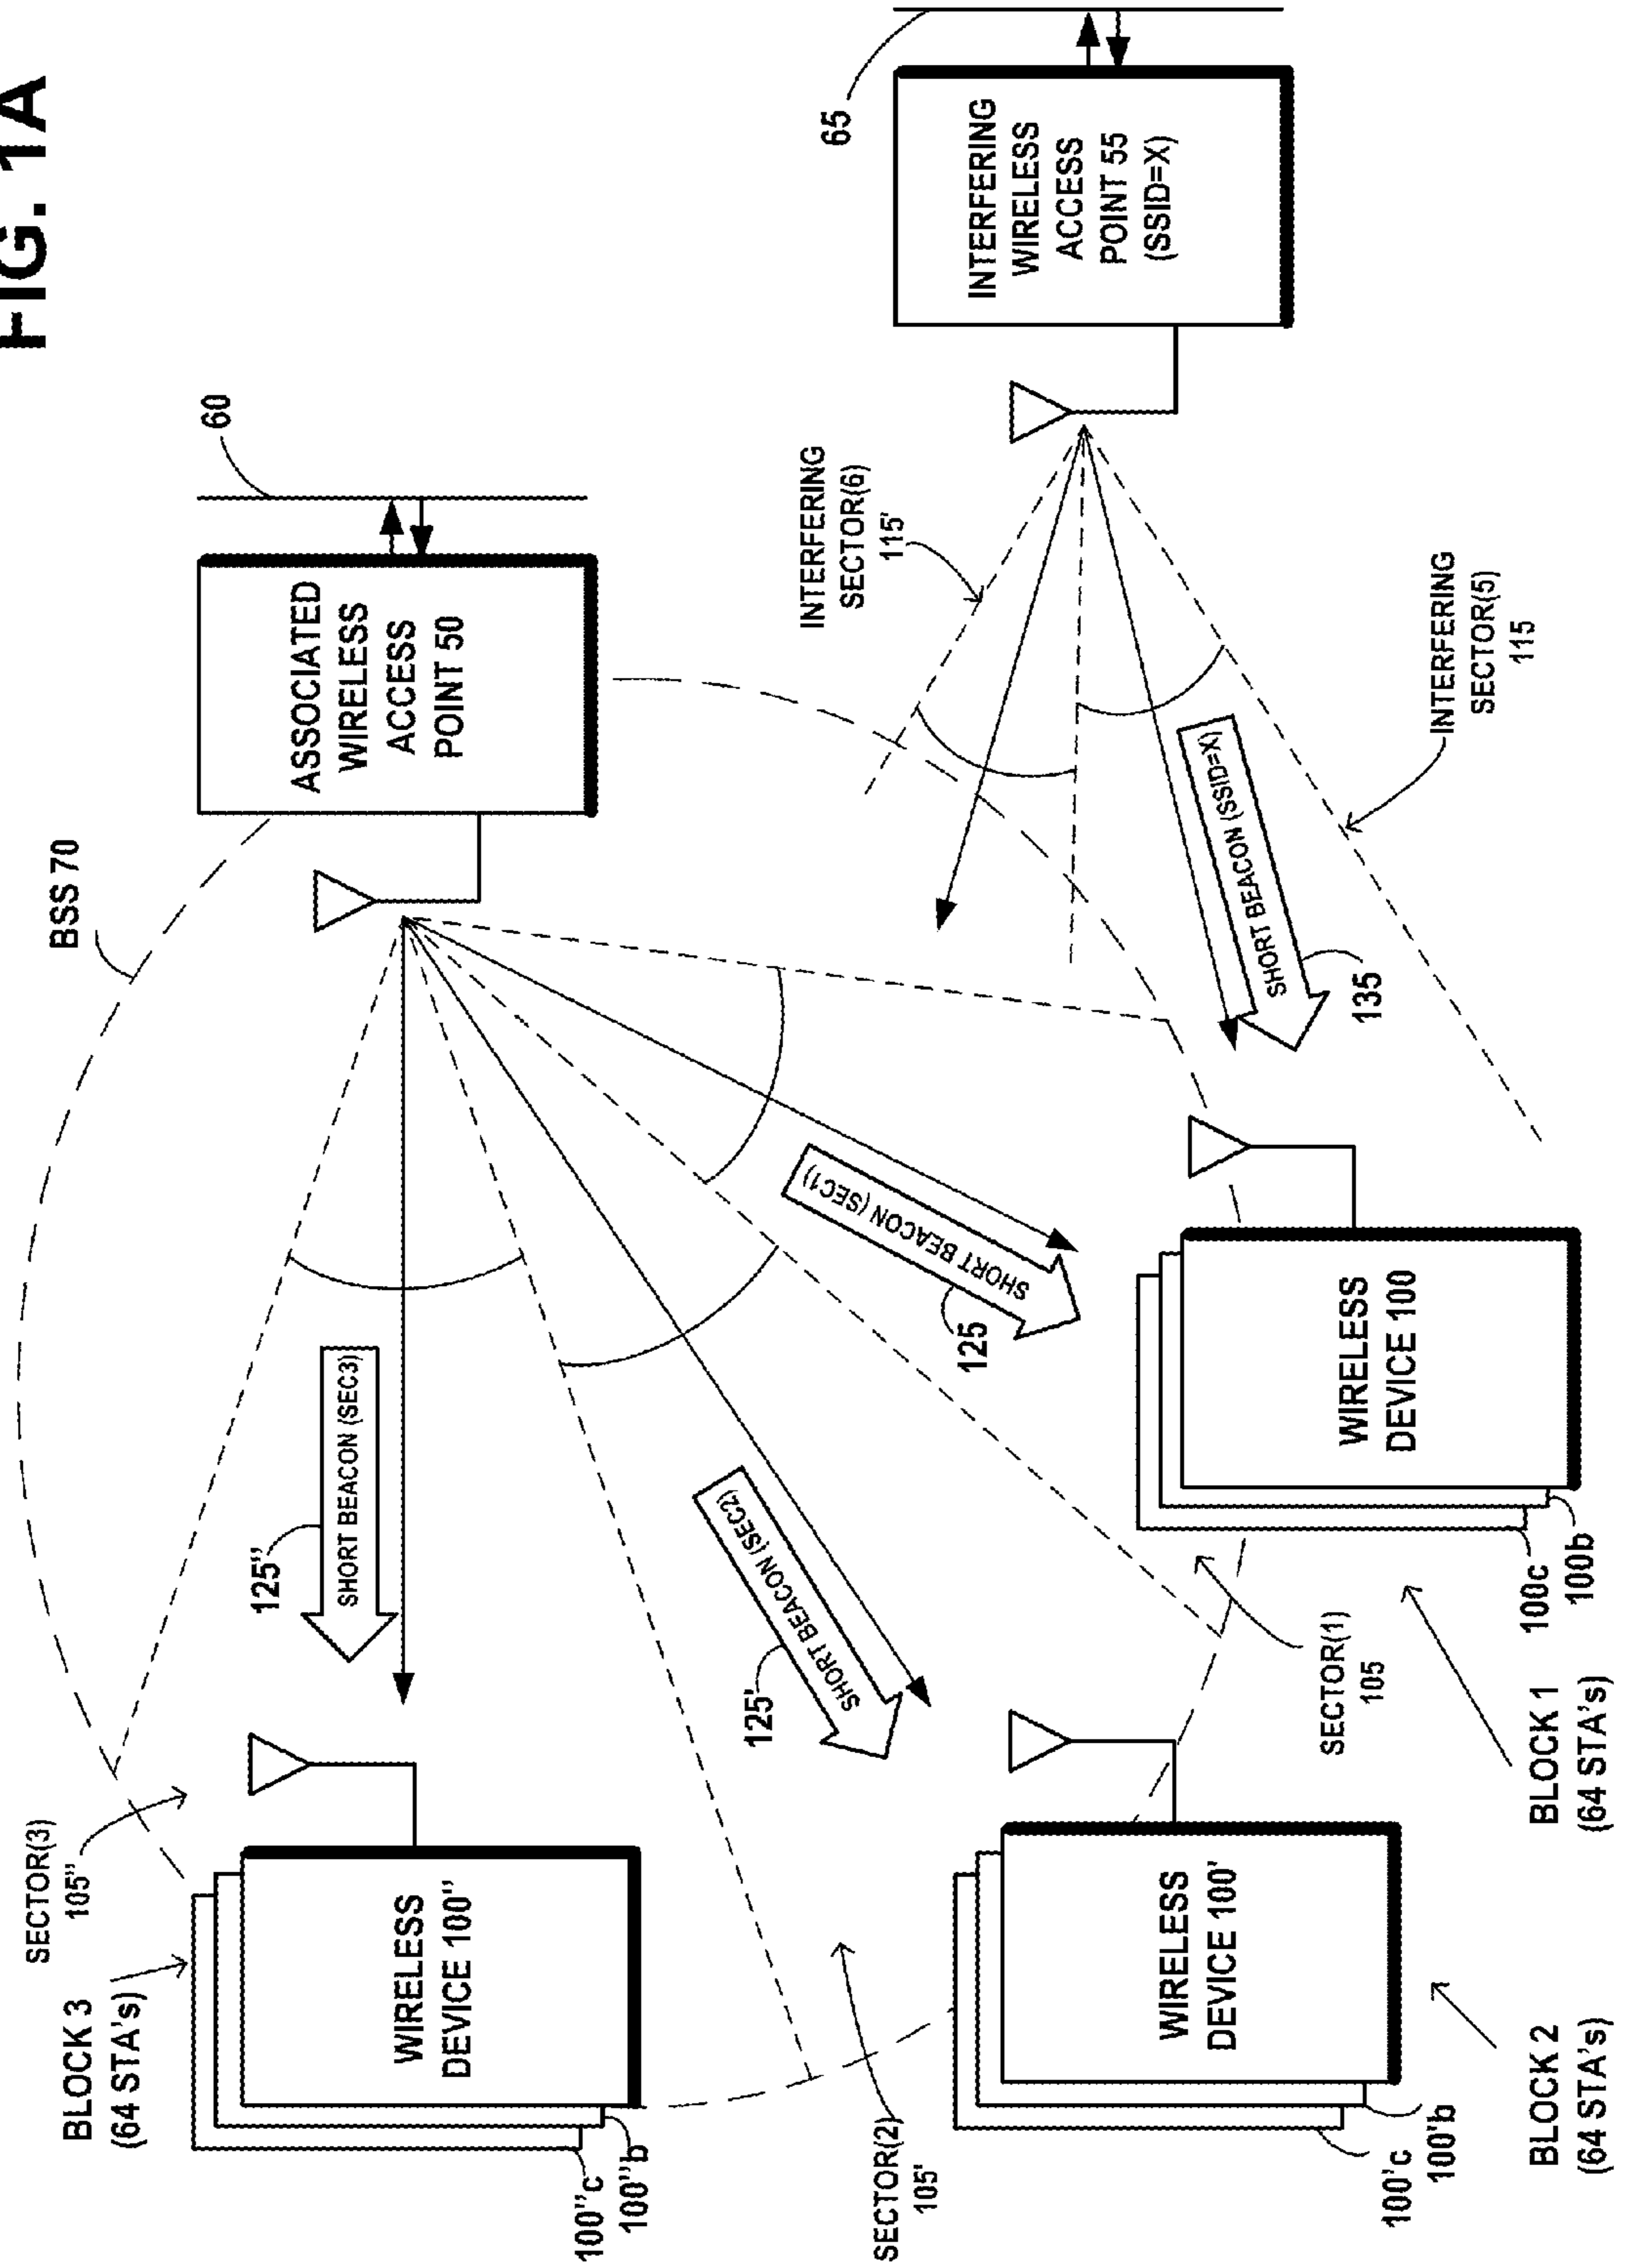 FIG. 1A
BSS 70
60
ASSOCIATED
WIRELESS
ACCESS
POINT 50
65
INTERFERING
WIRELESS
ACCESS
POINT 55
(SSID=X)
INTERFERING
SECTOR(6)
115'
INTERFERING
SECTOR(5)
115
SHORT BEACON (SSID=X)
135
SECTOR(3)
105"
BLOCK 3
(64 STA's)
125"
SHORT BEACON (SEC3)
WIRELESS
DEVICE 100"
100"c
100"b
125'
SHORT BEACON (SEC2)
SECTOR(2)
105'
WIRELESS
DEVICE 100'
100'c
100'b
BLOCK 2
(64 STA's)
125
SHORT BEACON (SEC1)
SECTOR(1)
105
WIRELESS
DEVICE 100
100c
100b
BLOCK 1
(64 STA's)